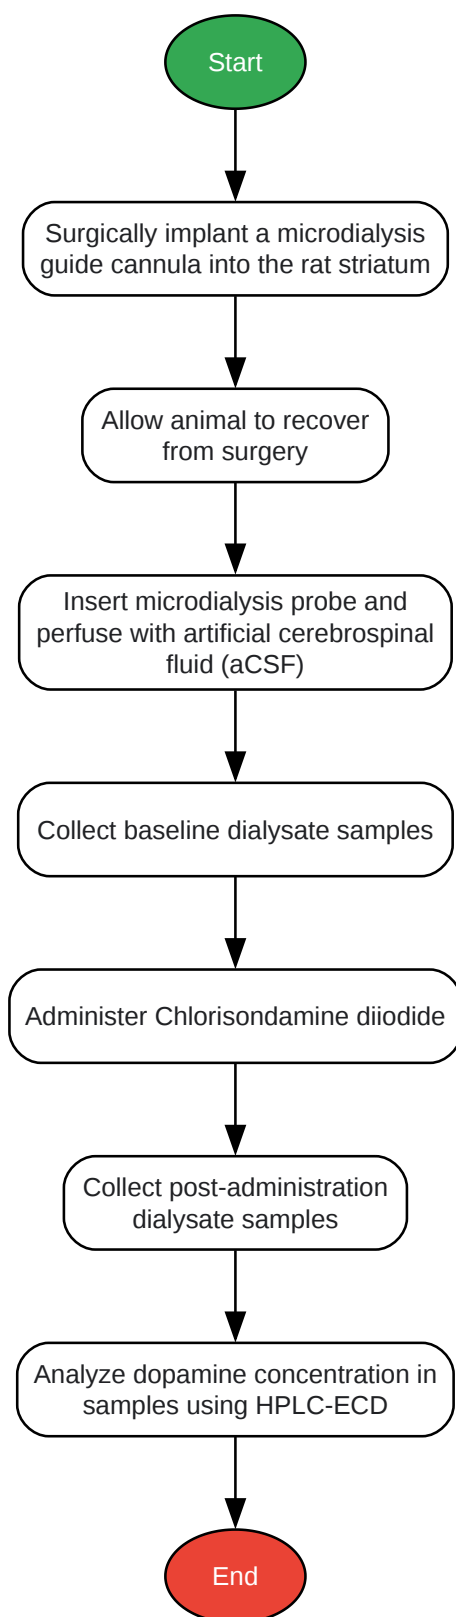 Start
Surgically implant a microdialysis
guide cannula into the rat striatum
Allow animal to recover
from surgery
Insert microdialysis probe and
perfuse with artificial cerebrospinal
fluid (aCSF)
Collect baseline dialysate samples
Administer Chlorisondamine diiodide
Collect post-administration
dialysate samples
Analyze dopamine concentration in
samples using HPLC-ECD
End